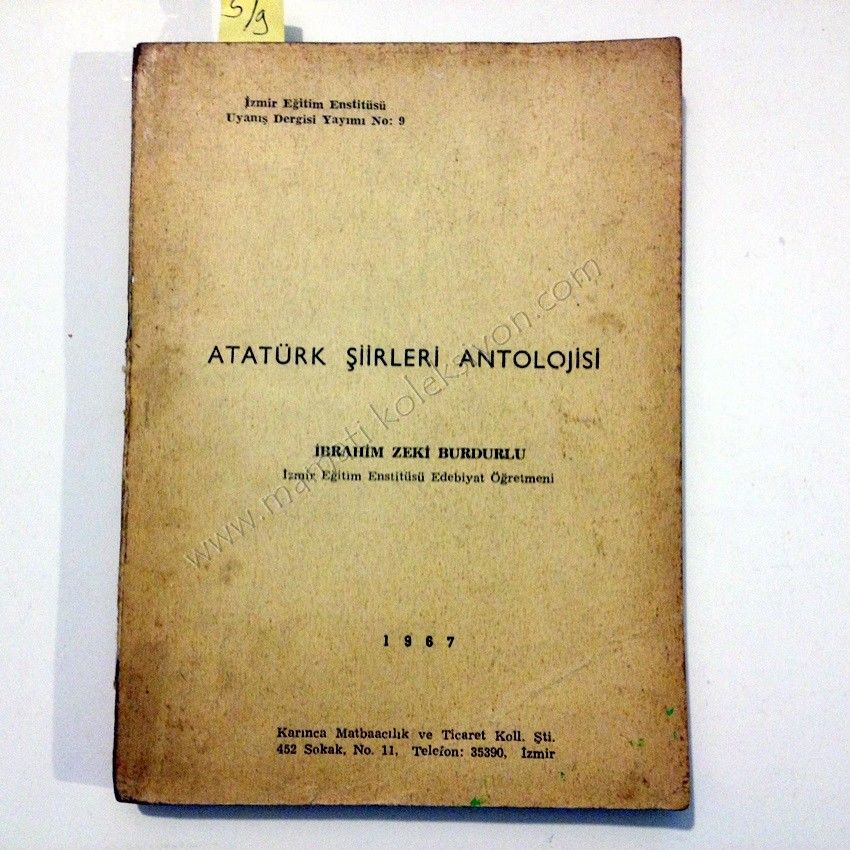 5/9
İzmir Eğitim Enstitüsü
Uyanış Dergisi Yayımı No: 9
ATATÜRK ŞİİRLERİ ANTOLOJİSİ
İBRAHİM ZEKİ BURDURLU
İzmir Eğitim Enstitüsü Edebiyat Öğretmeni
1967
Karınca Matbaacılık ve Ticaret Koll. Şti.
452 Sokak, No. 11, Telefon: 35390, İzmir